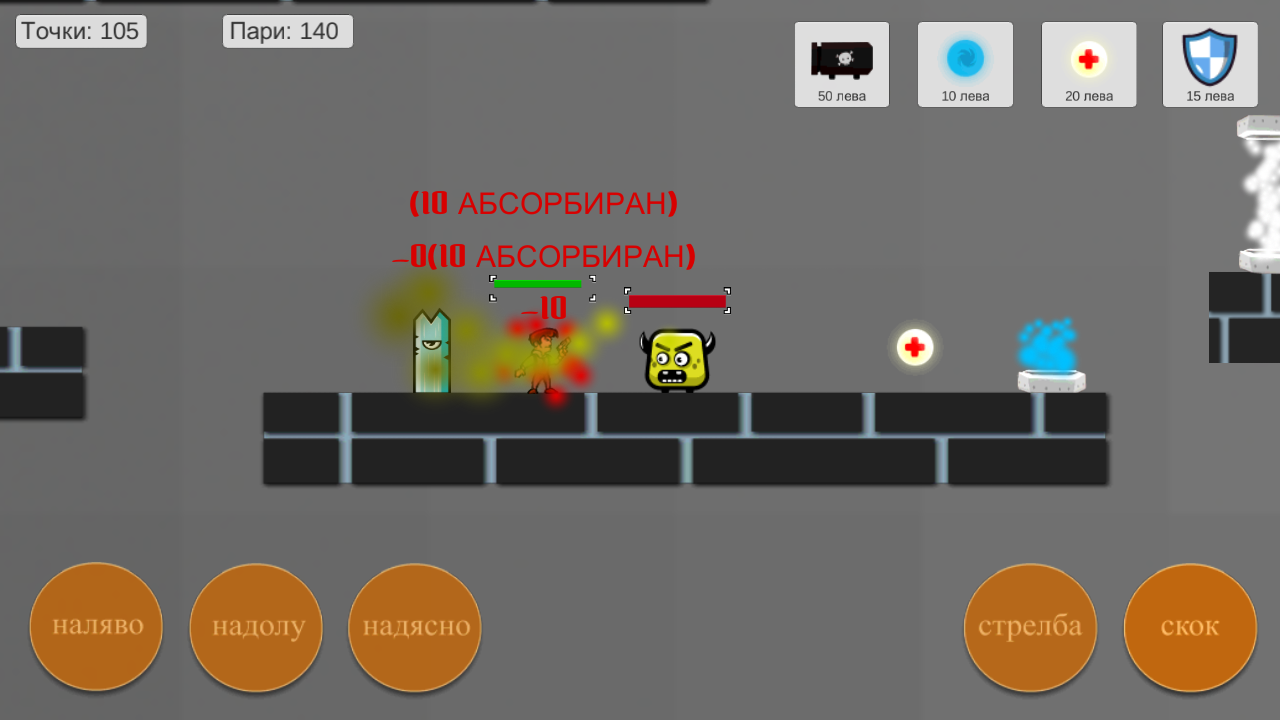 Точки: 105
Пари: 140
50 лева
10 лева
20 лева
15 лева
(10 АБСОРБИРАН)
-0(10 АБСОРБИРАН)
-10
наляво
надолу
надясно
стрелба
скок